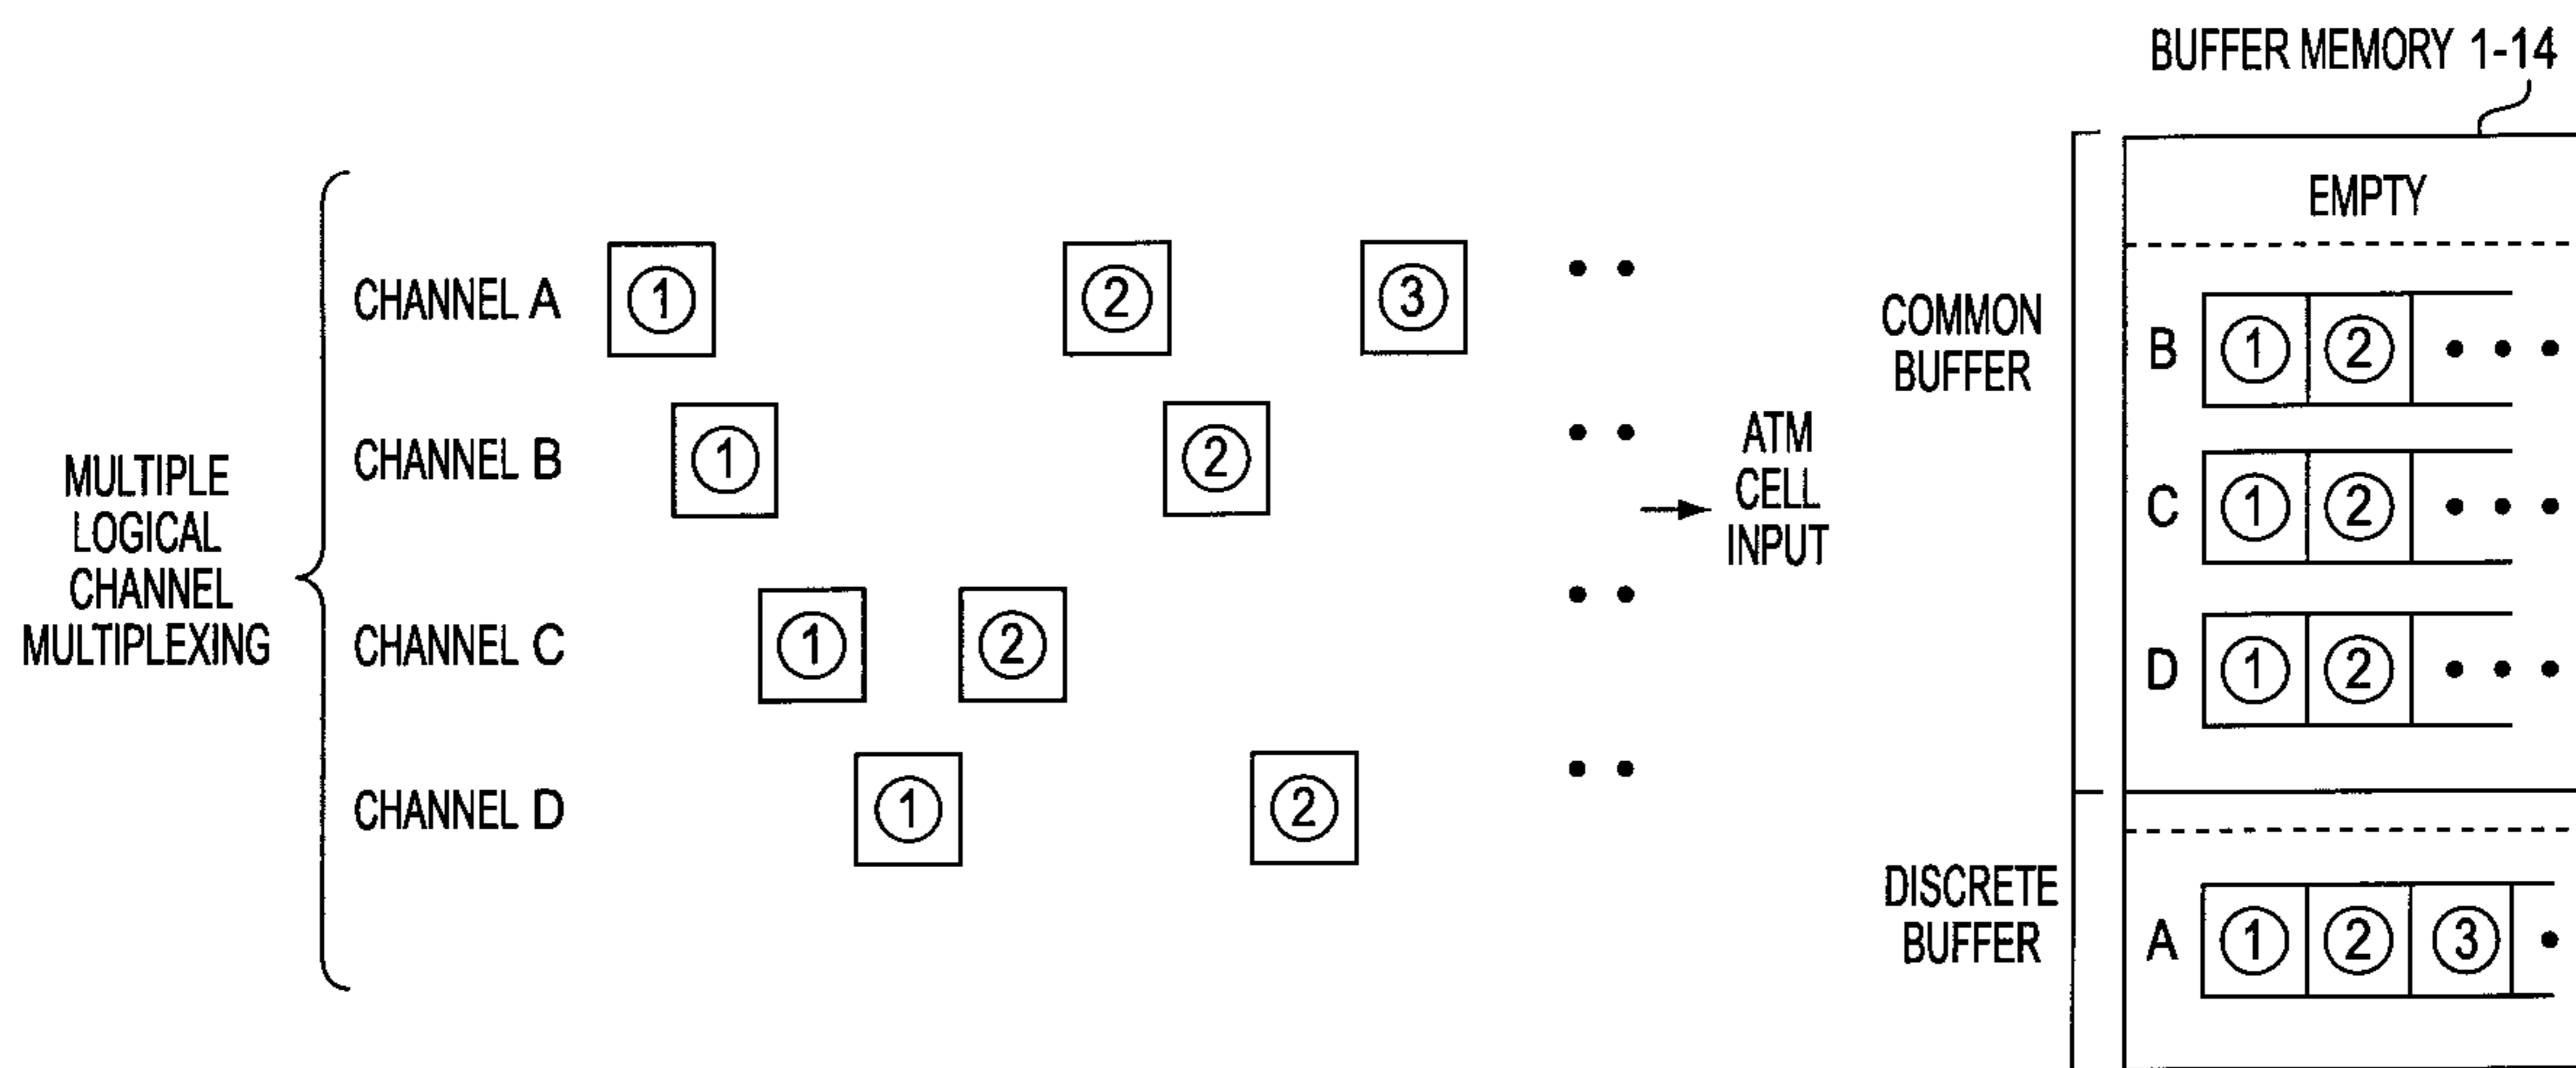 BUFFER MEMORY 1-14
MULTIPLE
LOGICAL
CHANNEL
MULTIPLEXING
CHANNEL A ① ② ③ • •
CHANNEL B ① ② • •
CHANNEL C ① ② • •
CHANNEL D ① ② • •
ATM
CELL
INPUT
COMMON
BUFFER
EMPTY
B ① ② • • •
C ① ② • • •
D ① ② • • •
DISCRETE
BUFFER
A ① ② ③ •